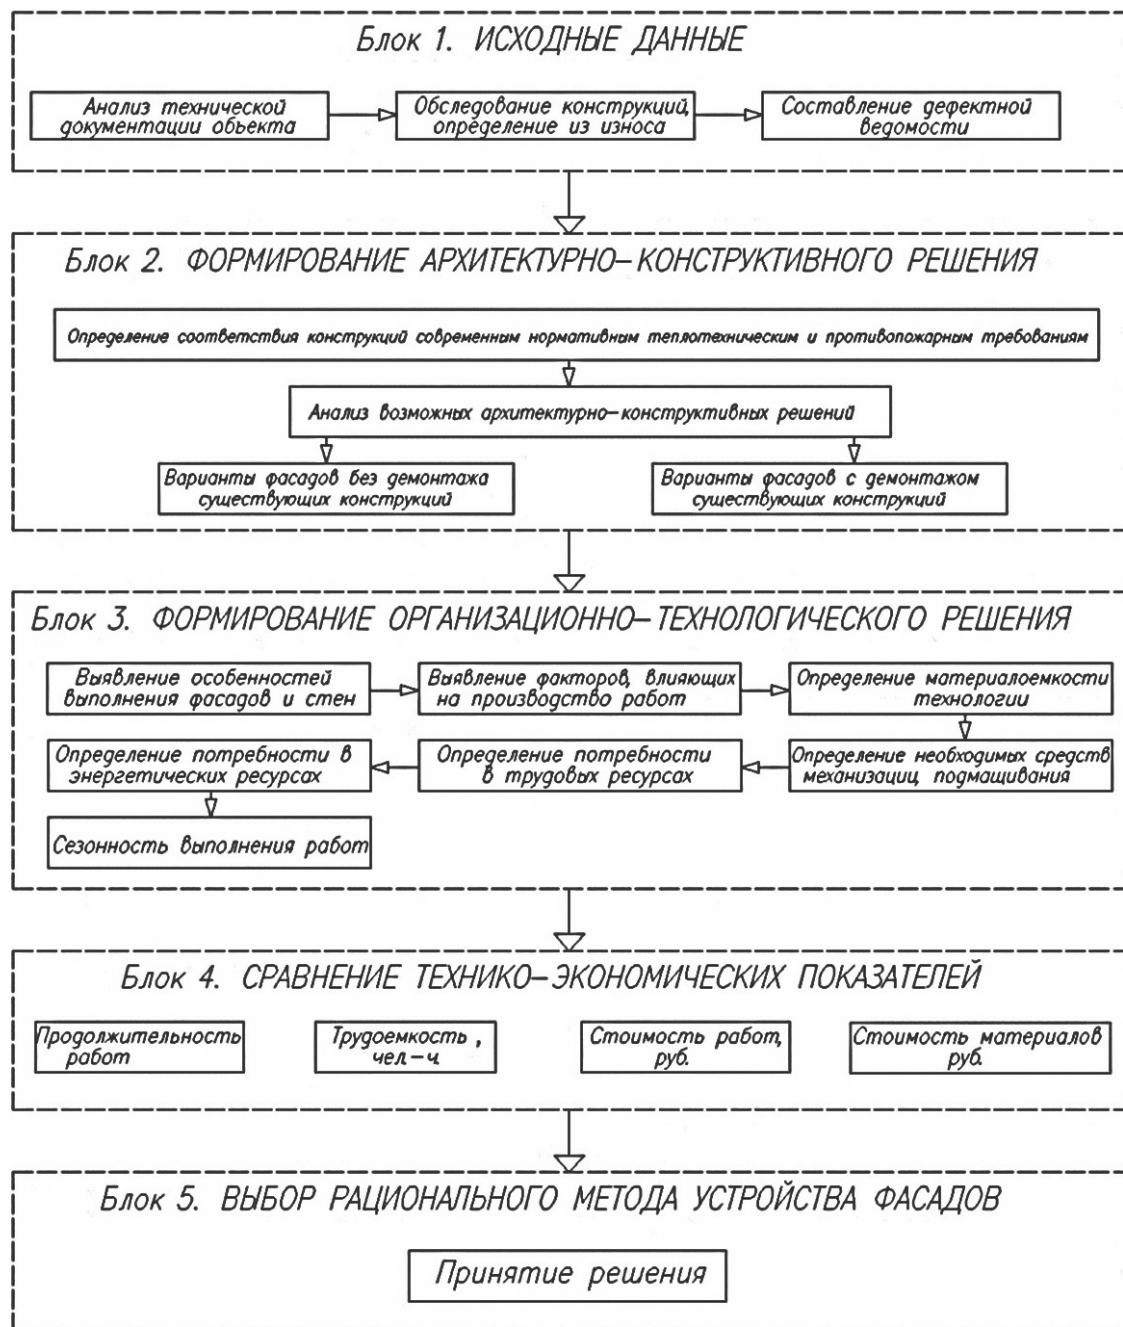 Блок 1. ИСХОДНЫЕ ДАННЫЕ
Анализ технической
документации объекта
Обследование конструкций,
определение из износа
Составление дефектной
ведомости
Блок 2. ФОРМИРОВАНИЕ АРХИТЕКТУРНО-КОНСТРУКТИВНОГО РЕШЕНИЯ
Определение соответствия конструкций современным нормативным теплотехническим и противопожарным требованиям
Анализ возможных архитектурно-конструктивных решений
Варианты фасадов без демонтажа
существующих конструкций
Варианты фасадов с демонтажом
существующих конструкций
Блок 3. ФОРМИРОВАНИЕ ОРГАНИЗАЦИОННО-ТЕХНОЛОГИЧЕСКОГО РЕШЕНИЯ
Выявление особенностей
выполнения фасадов и стен
Выявление факторов, влияющих
на производство работ
Определение материалоемкости
технологии
Определение потребности в
энергетических ресурсах
Определение потребности
в трудовых ресурсах
Определение необходимых средств
механизации, подмащивания
Сезонность выполнения работ
Блок 4. СРАВНЕНИЕ ТЕХНИКО-ЭКОНОМИЧЕСКИХ ПОКАЗАТЕЛЕЙ
Продолжительность
работ
Трудоемкость ,
чел-ч.
Стоимость работ,
руб.
Стоимость материалов
руб.
Блок 5. ВЫБОР РАЦИОНАЛЬНОГО МЕТОДА УСТРОЙСТВА ФАСАДОВ
Принятие решения